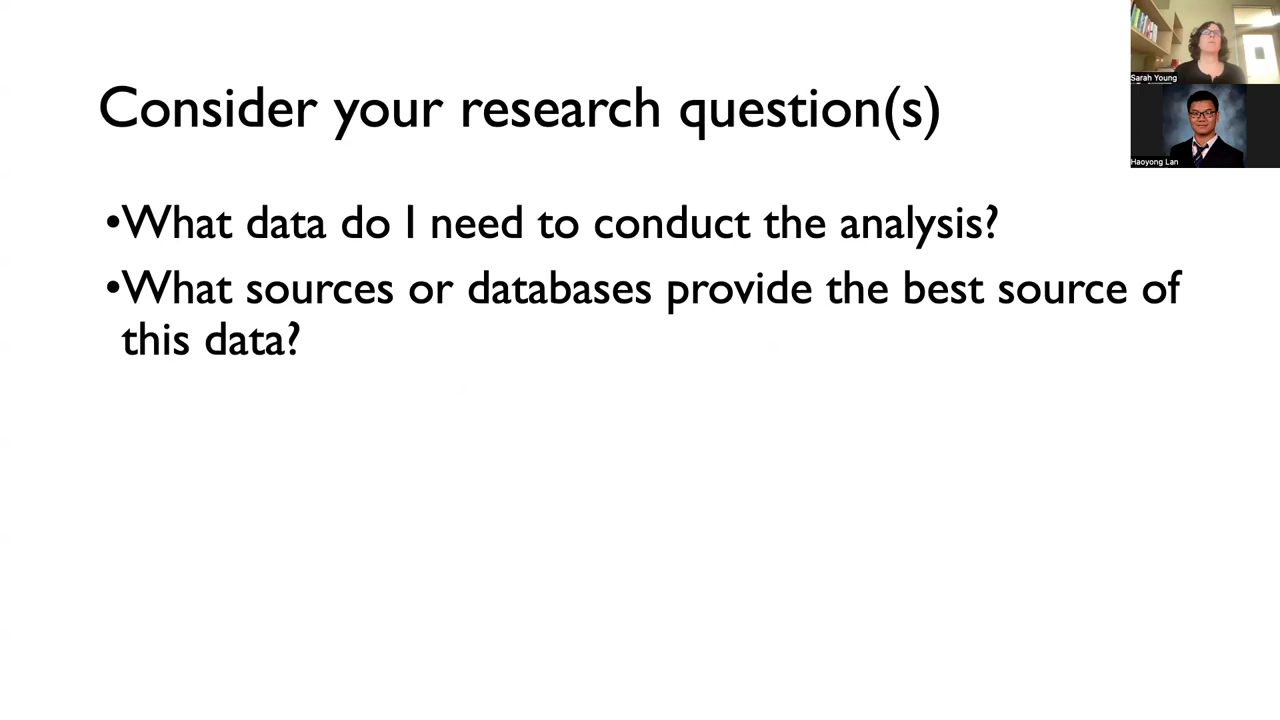 Consider your research question(s)
•What data do I need to conduct the analysis?
•What sources or databases provide the best source of
this data?
Sarah Young
Haoyong Lan